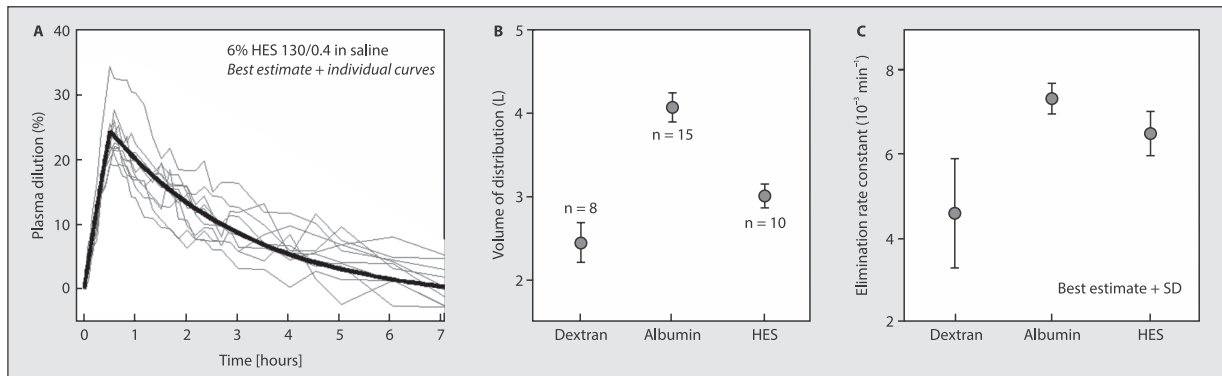 A
40
30
20
10
0
Plasma dilution (%)
6% HES 130/0.4 in saline
Best estimate + individual curves
0 1 2 3 4 5 6 7
Time [hours]
B
5
4
3
2
Volume of distribution (L)
n = 8
n = 15
n = 10
Dextran Albumin HES
C
8
6
4
2
Elimination rate constant (10⁻³ min⁻¹)
Best estimate + SD
Dextran Albumin HES